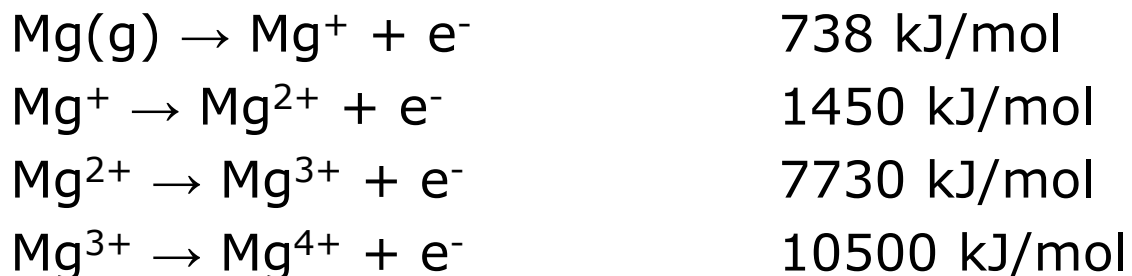 Mg(g) → Mg⁺ + e⁻ 738 kJ/mol
Mg⁺ → Mg²⁺ + e⁻ 1450 kJ/mol
Mg²⁺ → Mg³⁺ + e⁻ 7730 kJ/mol
Mg³⁺ → Mg⁴⁺ + e⁻ 10500 kJ/mol